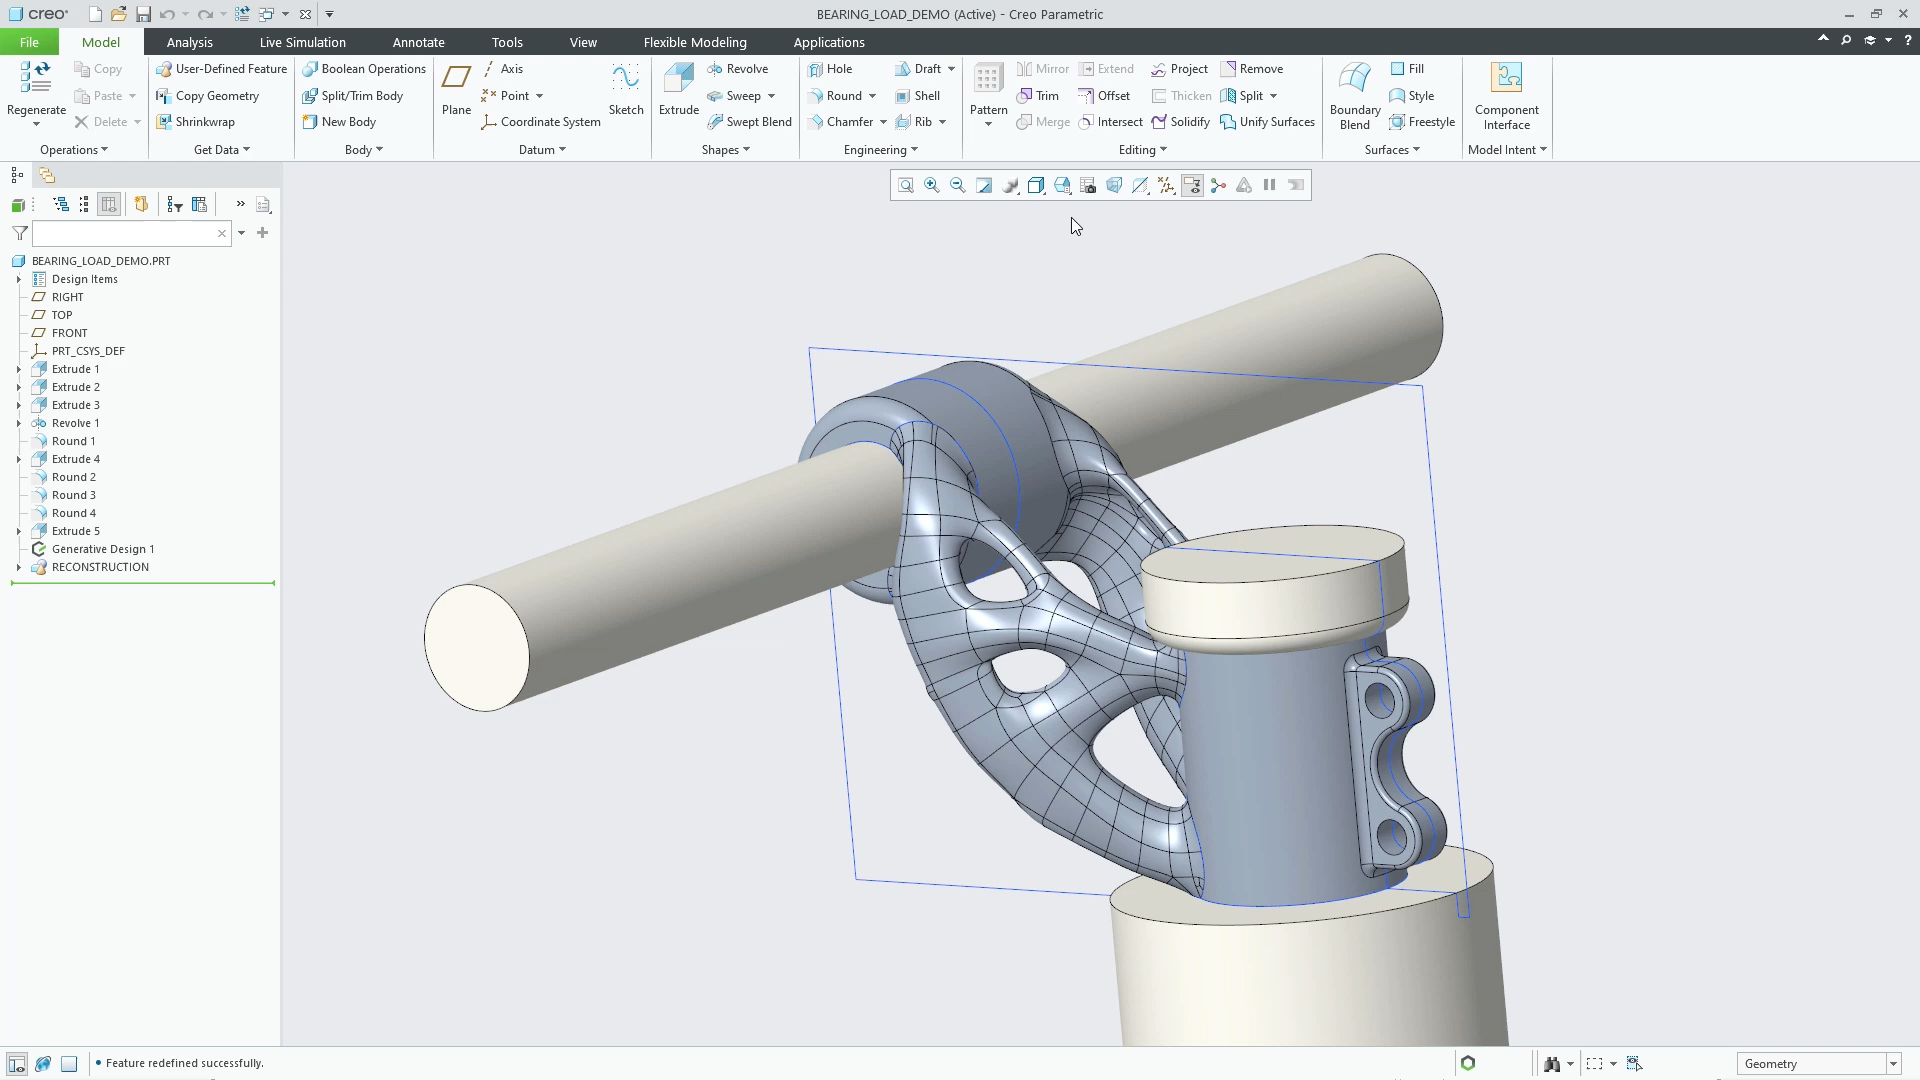 creo
BEARING_LOAD_DEMO (Active) - Creo Parametric
File Model Analysis Live Simulation Annotate Tools View Flexible Modeling Applications
Regenerate
Copy
Paste
Delete
Operations
User-Defined Feature
Copy Geometry
Shrinkwrap
Get Data
Boolean Operations
Split/Trim Body
New Body
Body
Plane
Axis
Point
Coordinate System
Sketch
Datum
Extrude
Revolve
Sweep
Swept Blend
Shapes
Hole
Round
Chamfer
Draft
Shell
Rib
Engineering
Pattern
Mirror
Trim
Merge
Extend
Offset
Intersect
Project
Thicken
Solidify
Remove
Split
Unify Surfaces
Editing
Boundary
Blend
Fill
Style
Freestyle
Surfaces
Component
Interface
Model Intent
BEARING_LOAD_DEMO.PRT
Design Items
RIGHT
TOP
FRONT
PRT_CSYS_DEF
Extrude 1
Extrude 2
Extrude 3
Revolve 1
Round 1
Extrude 4
Round 2
Round 3
Round 4
Extrude 5
Generative Design 1
RECONSTRUCTION
• Feature redefined successfully.
Geometry